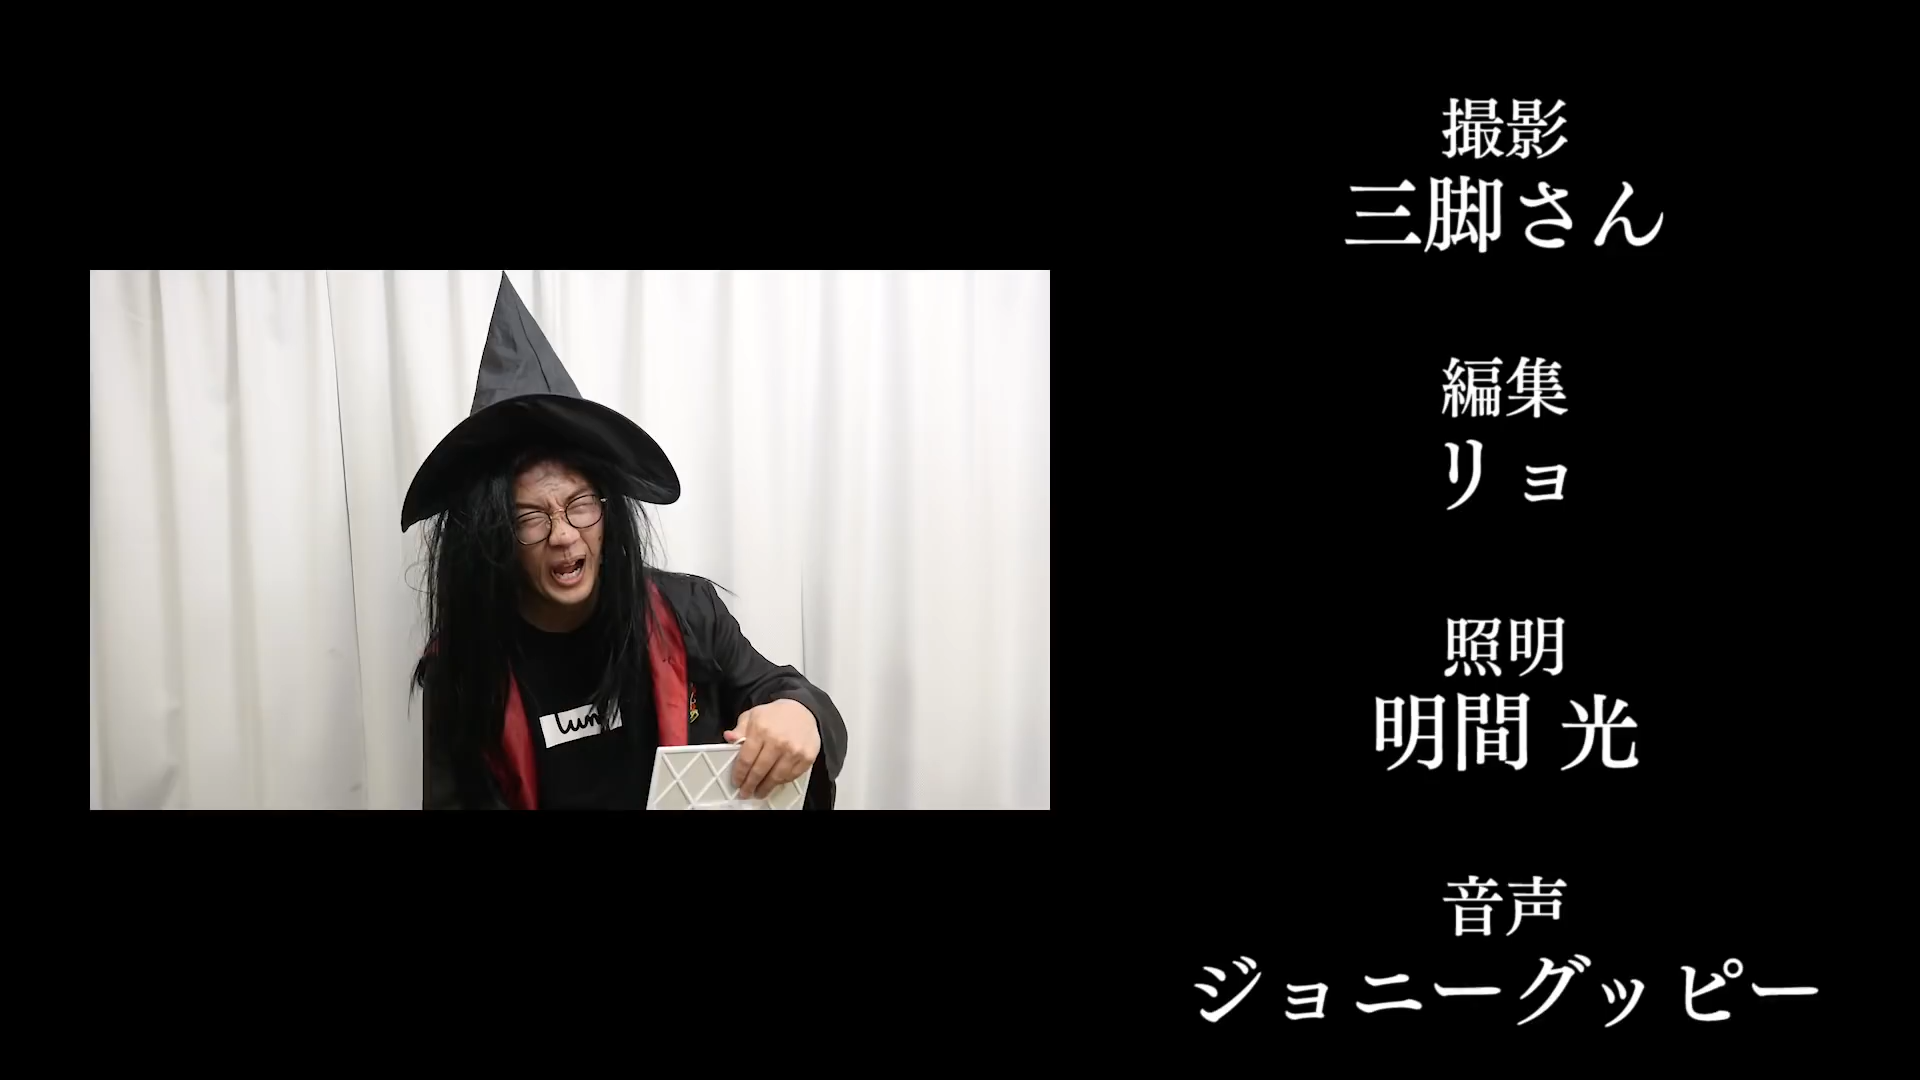 撮影
三脚さん
編集
リョ
照明
明間 光
音声
ジョニーグッピー